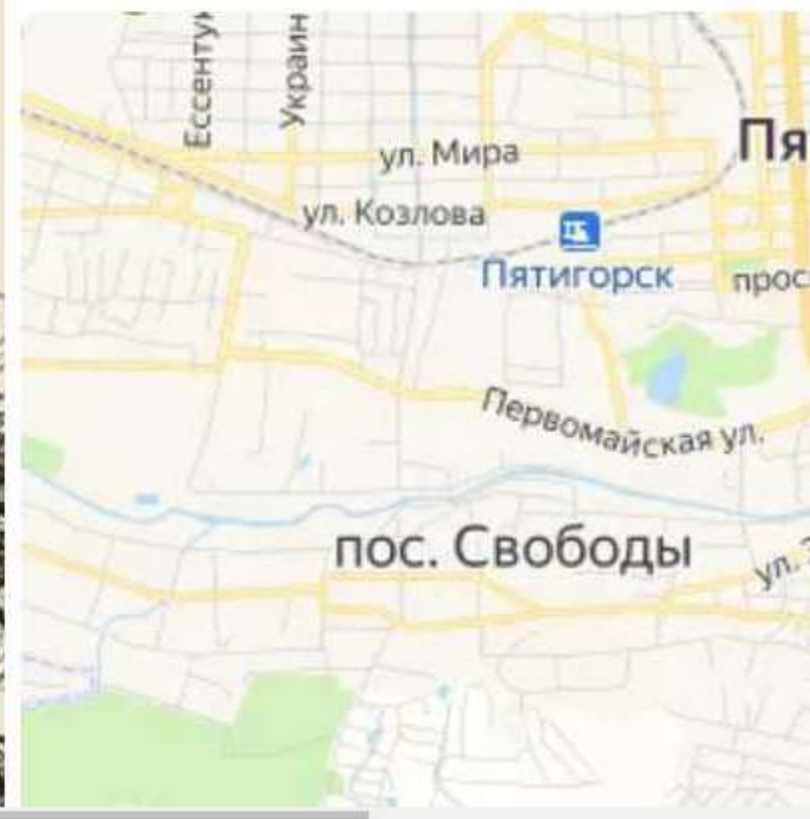 Ессентук
Украин
ул. Мира
Пя
ул. Козлова
Пятигорск
прос
Первомайская ул.
пос. Свободы
ул.